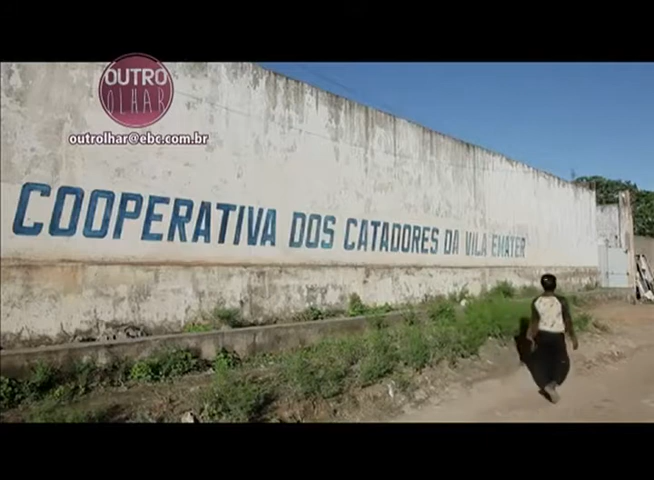 OUTRO
OLHAR
outrolhar@ebc.com.br
COOPERATIVA DOS CATADORES DA VILA EMATER